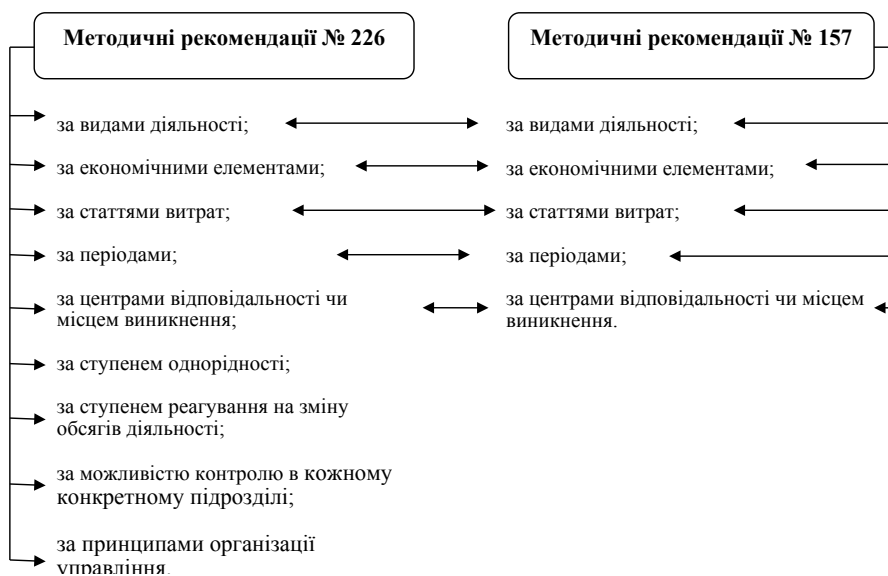 Методичні рекомендації № 226
за видами діяльності;
за економічними елементами;
за статтями витрат;
за періодами;
за центрами відповідальності чи
місцем виникнення;
за ступенем однорідності;
за ступенем реагування на зміну
обсягів діяльності;
за можливістю контролю в кожному
конкретному підрозділі;
за принципами організації
управління.
Методичні рекомендації № 157
за видами діяльності;
за економічними елементами;
за статтями витрат;
за періодами;
за центрами відповідальності чи місцем
виникнення.